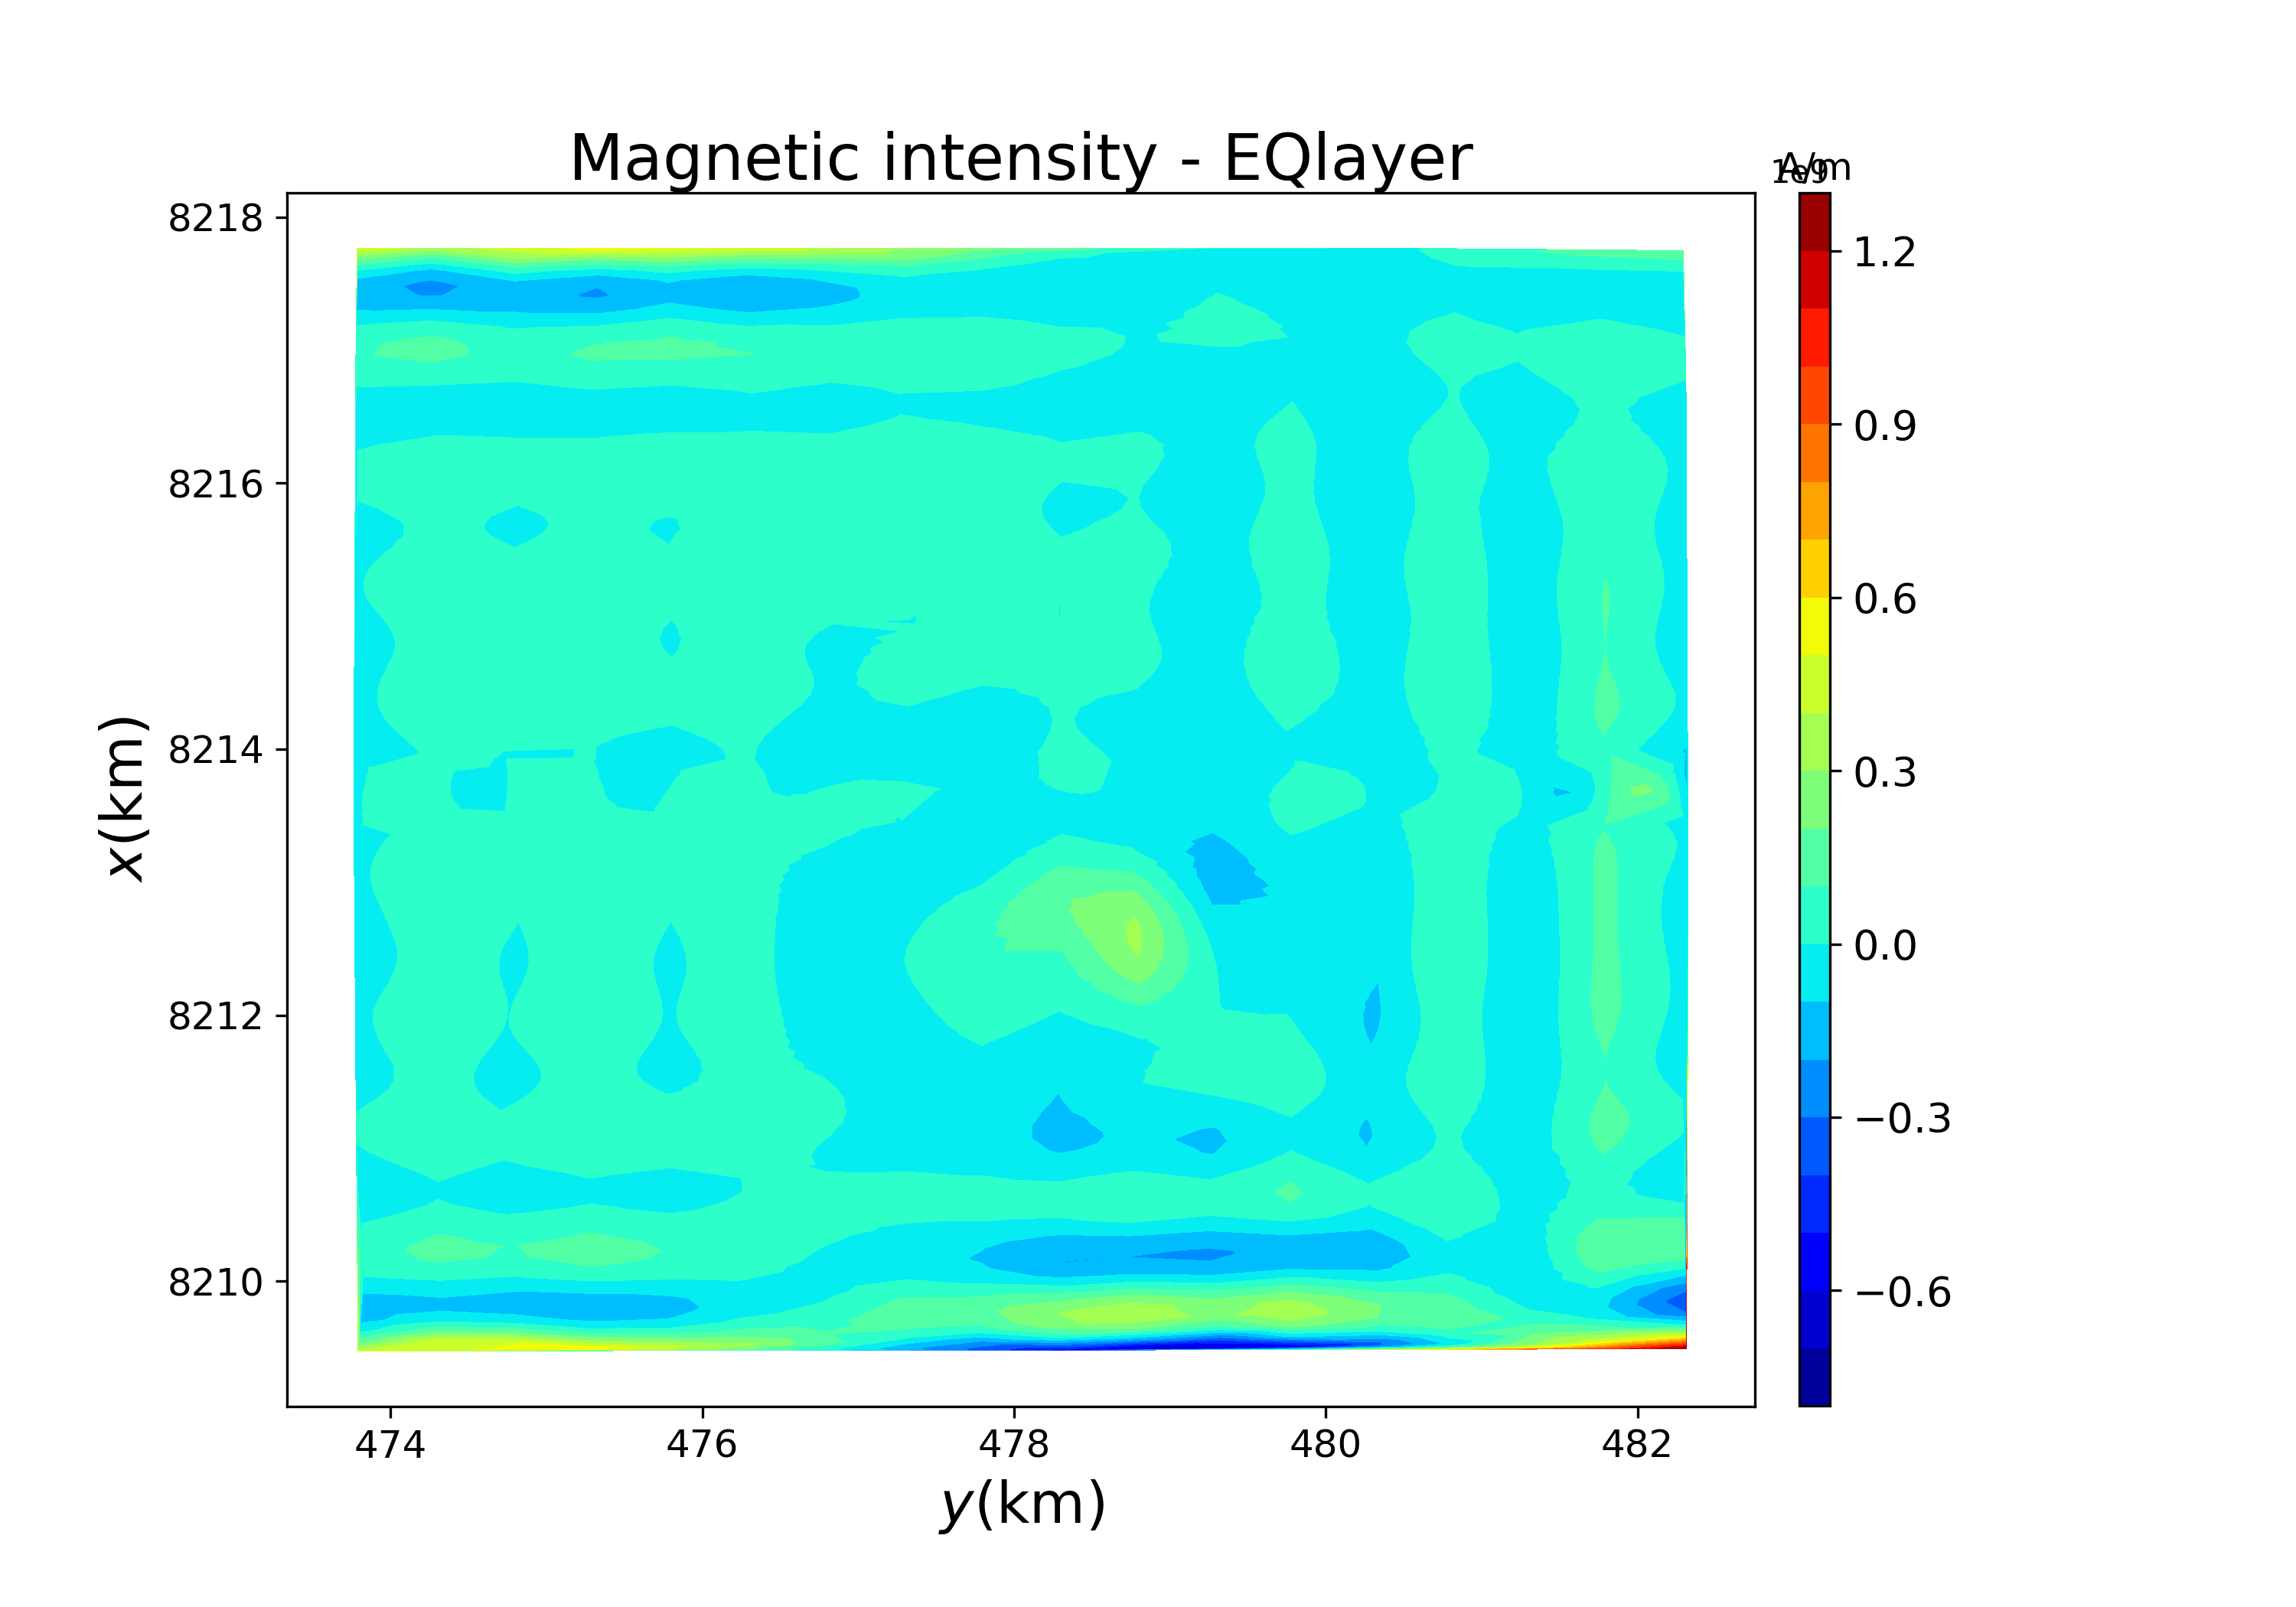 Magnetic intensity - EQlayer
A/m
1e9
8218
8216
8214
8212
8210
x(km)
474 476 478 480 482
y(km)
1.2
0.9
0.6
0.3
0.0
−0.3
−0.6